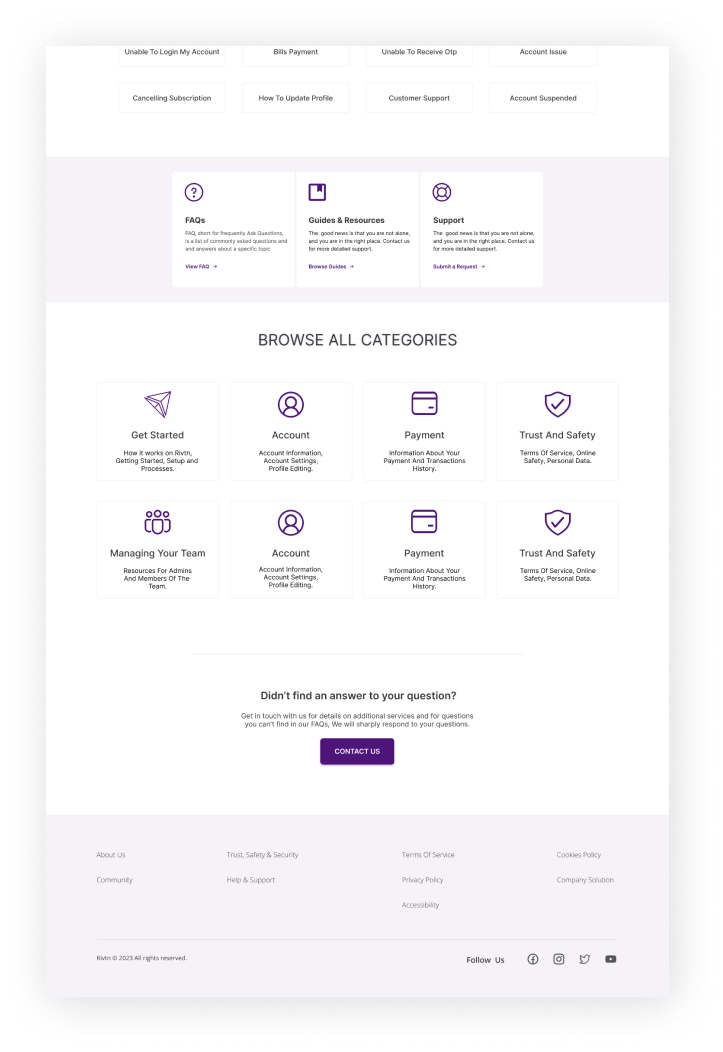 Unable To Login My Account
Bills Payment
Unable To Receive Otp
Account Issue
Cancelling Subscription
How To Update Profile
Customer Support
Account Suspended
FAQs
FAQ, short for frequently Ask Questions,
is a list of commonly asked questions and
and answers about a specific topic
View FAQ →
Guides & Resources
The good news is that you are not alone,
and you are in the right place. Contact us
for more detailed support.
Browse Guides →
Support
The good news is that you are not alone,
and you are in the right place. Contact us
for more detailed support.
Submit a Request →
BROWSE ALL CATEGORIES
Get Started
How it works on Rivtn,
Getting Started, Setup and
Processes.
Account
Account Information,
Account Settings,
Profile Editing.
Payment
Information About Your
Payment And Transactions
History.
Trust And Safety
Terms Of Service, Online
Safety, Personal Data.
Managing Your Team
Resources For Admins
And Members Of The
Team.
Account
Account Information,
Account Settings,
Profile Editing.
Payment
Information About Your
Payment And Transactions
History.
Trust And Safety
Terms Of Service, Online
Safety, Personal Data.
Didn't find an answer to your question?
Get in touch with us for details on additional services and for questions
you can't find in our FAQs, We will sharply respond to your questions.
CONTACT US
About Us
Trust, Safety & Security
Terms Of Service
Cookies Policy
Community
Help & Support
Privacy Policy
Company Solution
Accessibility
Rivtn © 2023 All rights reserved.
Follow Us